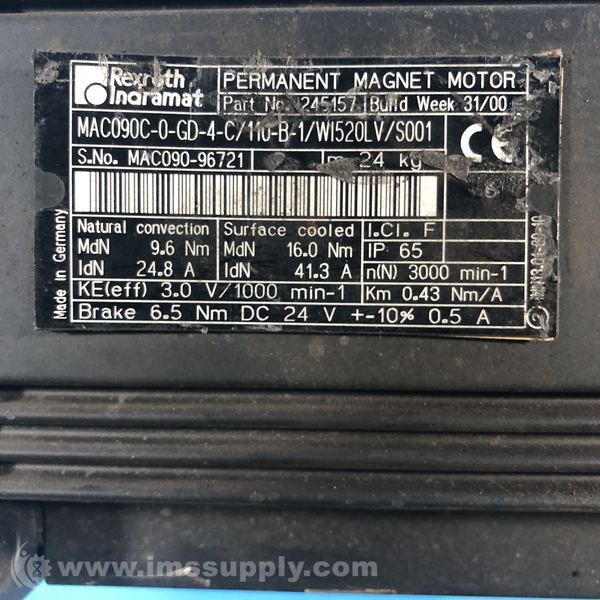 Rexroth Indramat
PERMANENT MAGNET MOTOR
Part No. 245157 Build Week 31/00
MAC090C-0-GD-4-C/110-B-1/WI520LV/S001
S.No. MAC090-96721 m 24 kg
CE
Natural convection Surface cooled I.Cl. F
MdN 9.6 Nm MdN 16.0 Nm IP 65
IdN 24.8 A IdN 41.3 A n(N) 3000 min-1
KE(eff) 3.0 V/1000 min-1 Km 0.43 Nm/A
Brake 6.5 Nm DC 24 V +-10% 0.5 A
Made in Germany
www.imssupply.com